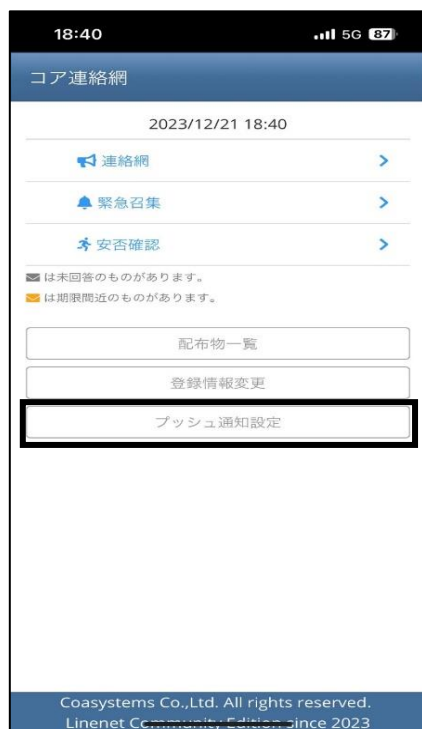 18:40 5G 87
コア連絡網
2023/12/21 18:40
連絡網
緊急召集
安否確認
は未回答のものがあります。
は期限間近のものがあります。
配布物一覧
登録情報変更
プッシュ通知設定
Coasystems Co.,Ltd. All rights reserved.
Linenet Community Edition since 2023